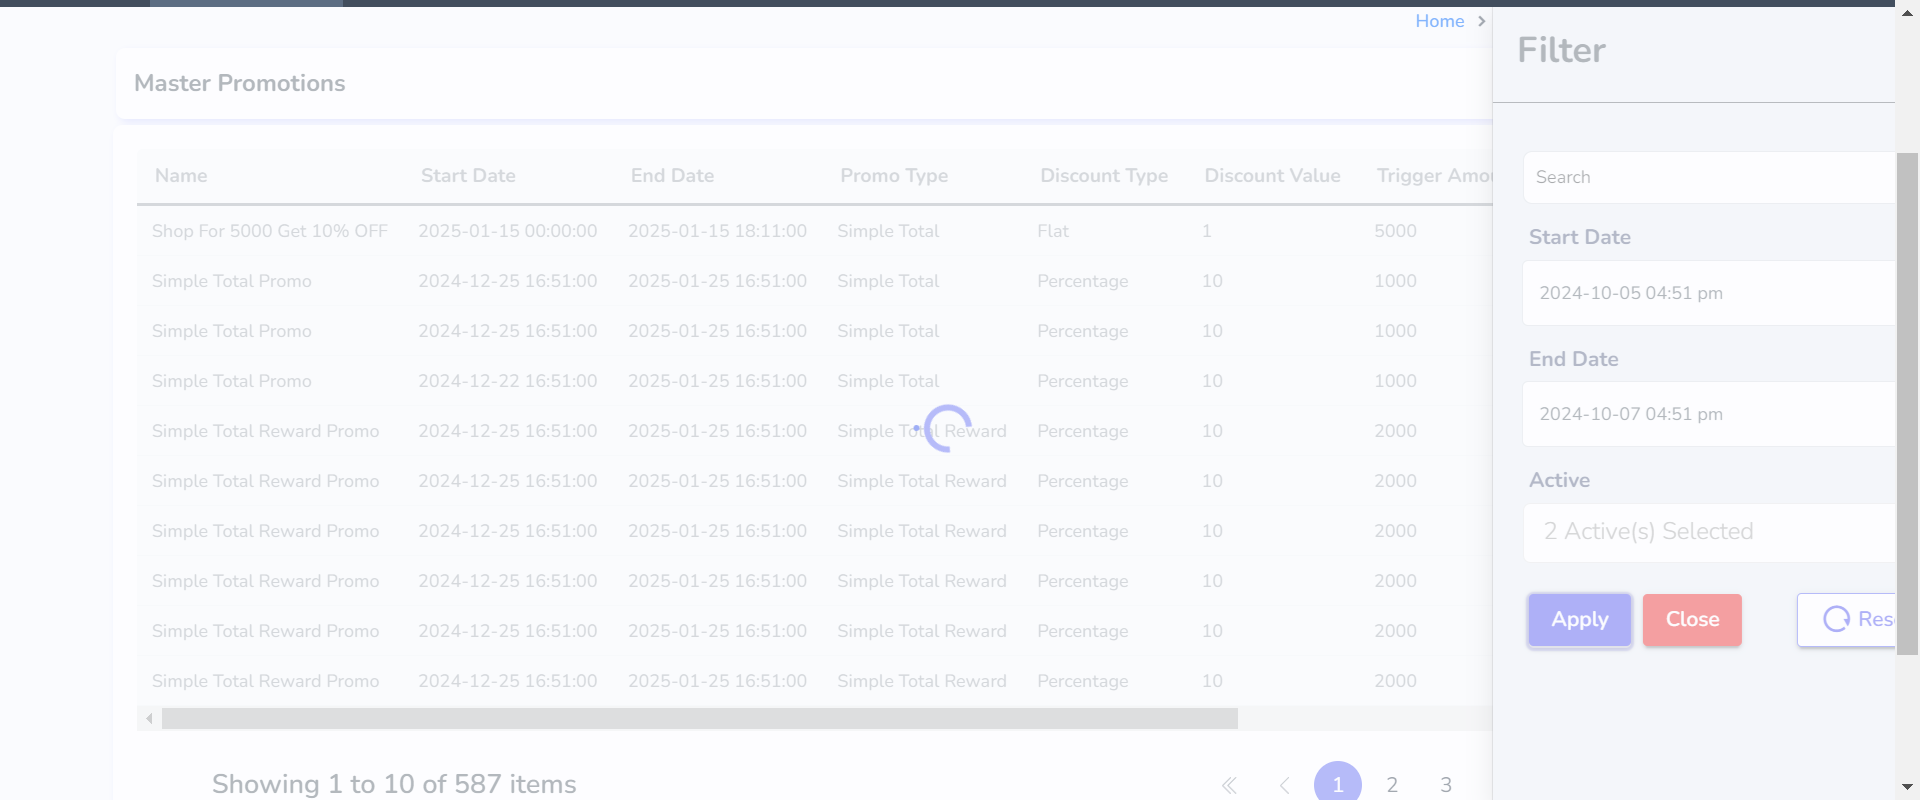 Home
Filter
Master Promotions
Name Start Date End Date Promo Type Discount Type Discount Value Trigger Amou
Shop For 5000 Get 10% OFF 2025-01-15 00:00:00 2025-01-15 18:11:00 Simple Total Flat 1 5000
Simple Total Promo 2024-12-25 16:51:00 2025-01-25 16:51:00 Simple Total Percentage 10 1000
Simple Total Promo 2024-12-25 16:51:00 2025-01-25 16:51:00 Simple Total Percentage 10 1000
Simple Total Promo 2024-12-22 16:51:00 2025-01-25 16:51:00 Simple Total Percentage 10 1000
Simple Total Reward Promo 2024-12-25 16:51:00 2025-01-25 16:51:00 Simple Total Reward Percentage 10 2000
Simple Total Reward Promo 2024-12-25 16:51:00 2025-01-25 16:51:00 Simple Total Reward Percentage 10 2000
Simple Total Reward Promo 2024-12-25 16:51:00 2025-01-25 16:51:00 Simple Total Reward Percentage 10 2000
Simple Total Reward Promo 2024-12-25 16:51:00 2025-01-25 16:51:00 Simple Total Reward Percentage 10 2000
Simple Total Reward Promo 2024-12-25 16:51:00 2025-01-25 16:51:00 Simple Total Reward Percentage 10 2000
Simple Total Reward Promo 2024-12-25 16:51:00 2025-01-25 16:51:00 Simple Total Reward Percentage 10 2000
Showing 1 to 10 of 587 items
1 2 3
Search
Start Date
2024-10-05 04:51 pm
End Date
2024-10-07 04:51 pm
Active
2 Active(s) Selected
Apply Close Res